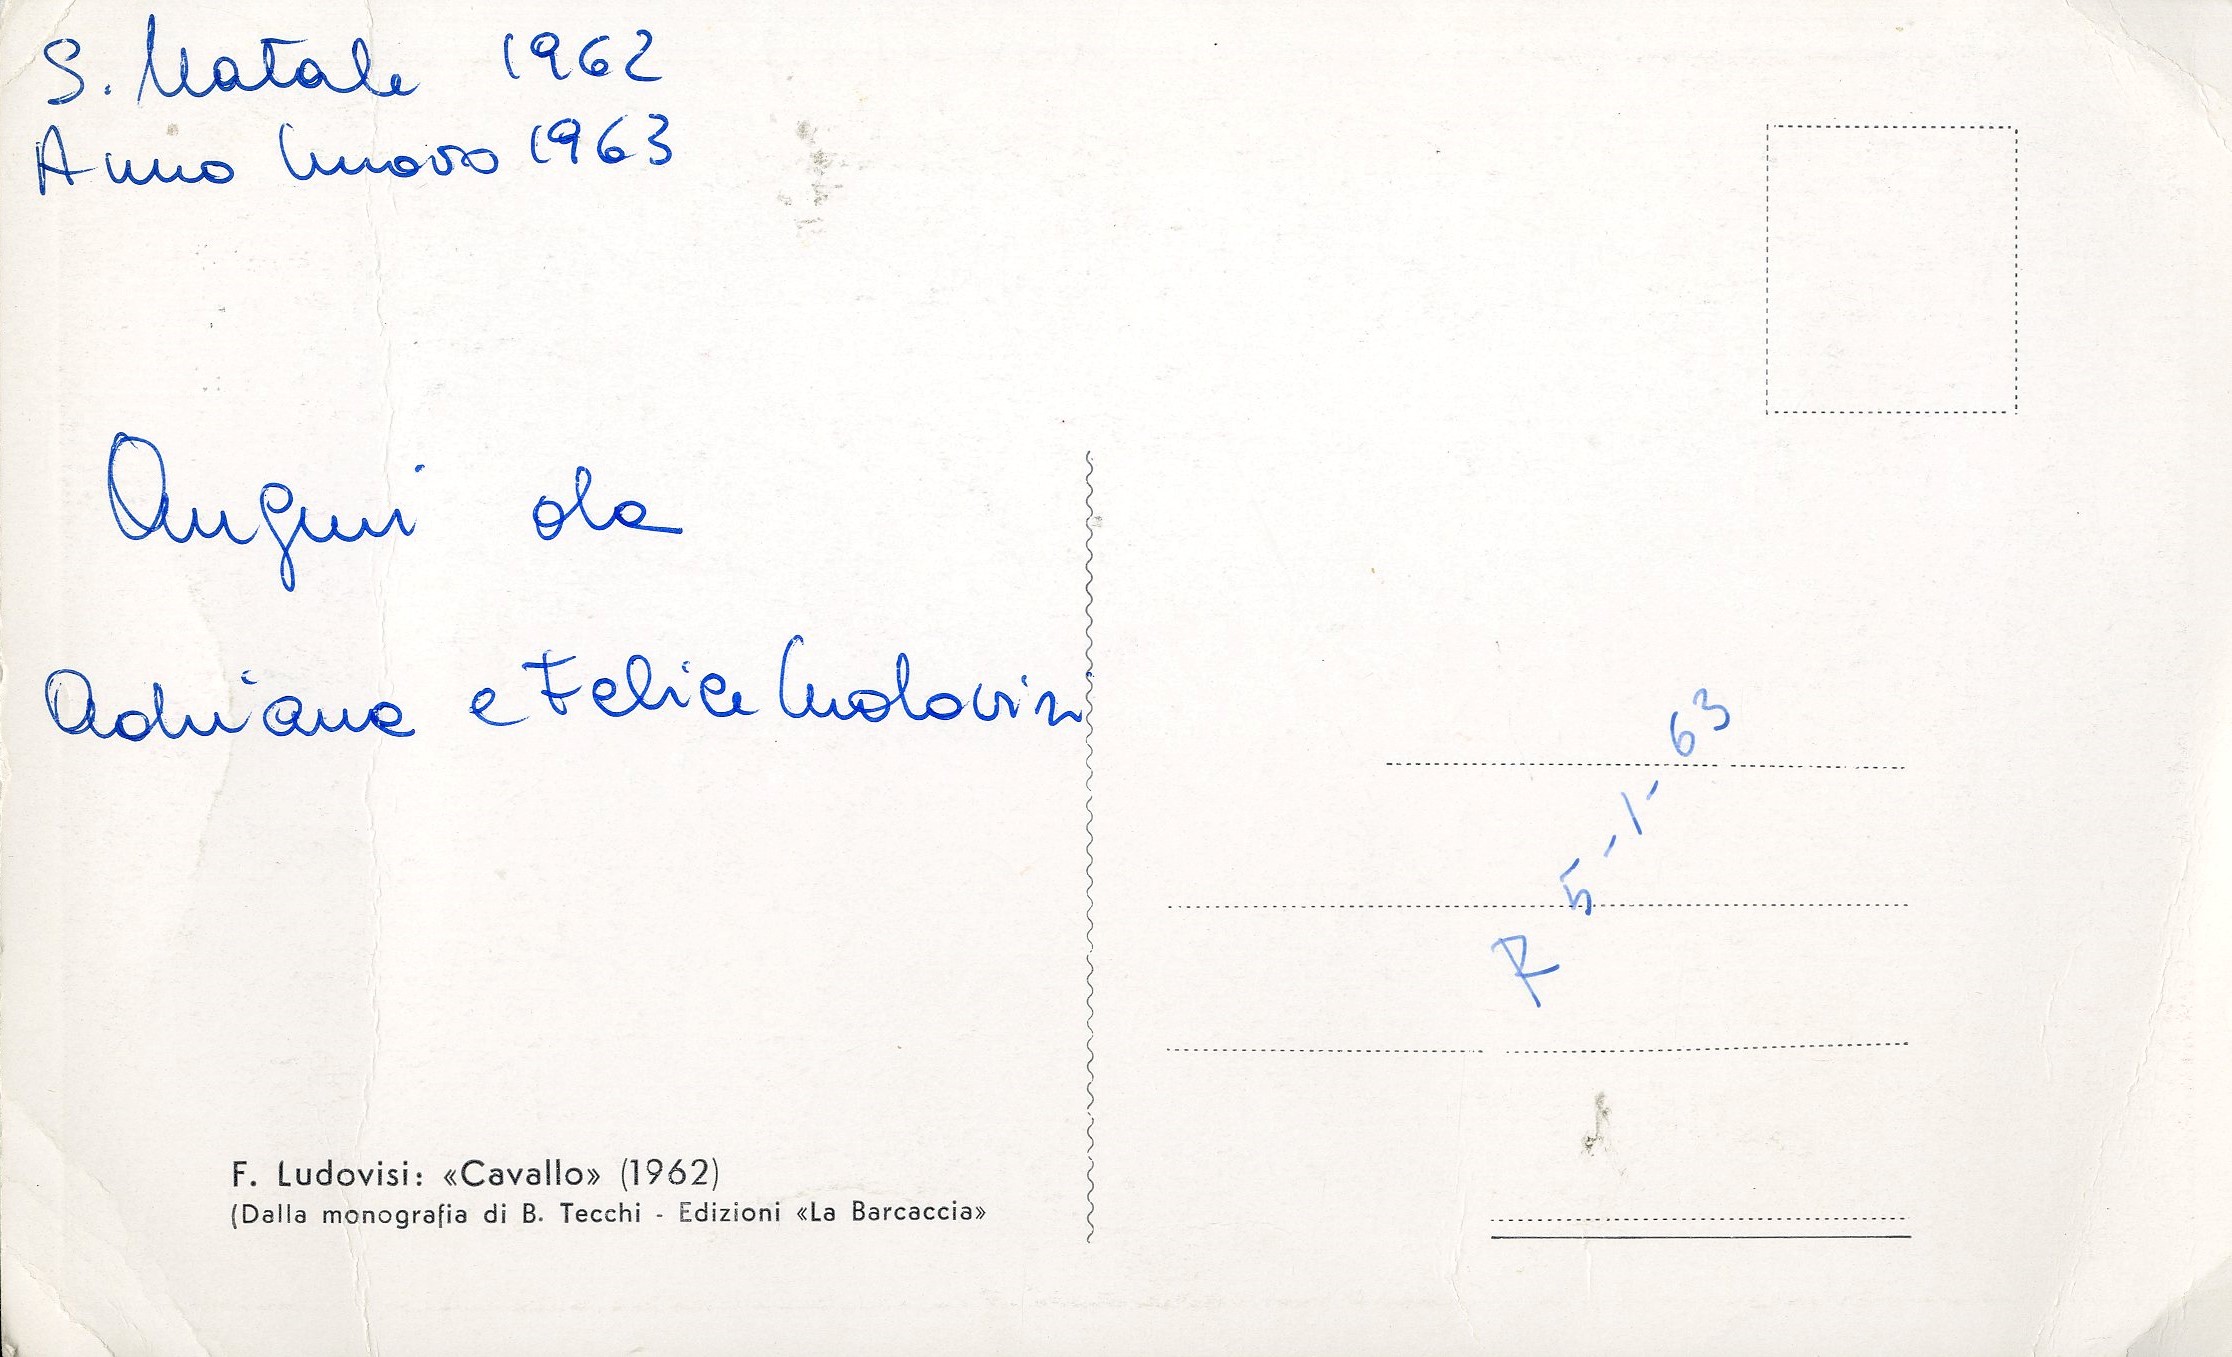 S. Natale 1962
Anno Nuovo 1963
Auguri da
Adriana e Felice Ludovisi
R 5-1-63
F. Ludovisi: «Cavallo» (1962)
(Dalla monografia di B. Tecchi - Edizioni «La Barcaccia»